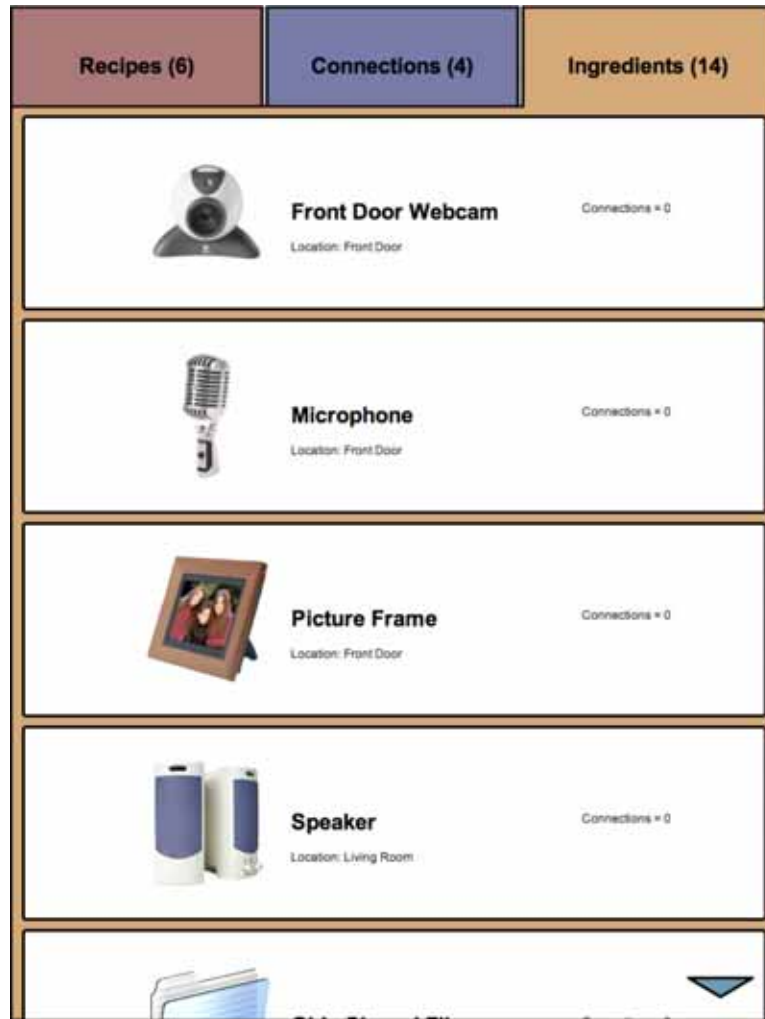 Recipes (6)
Connections (4)
Ingredients (14)
Front Door Webcam
Connections = 0
Location: Front Door
Microphone
Connections = 0
Location: Front Door
Picture Frame
Connections = 0
Location: Front Door
Speaker
Connections = 0
Location: Living Room